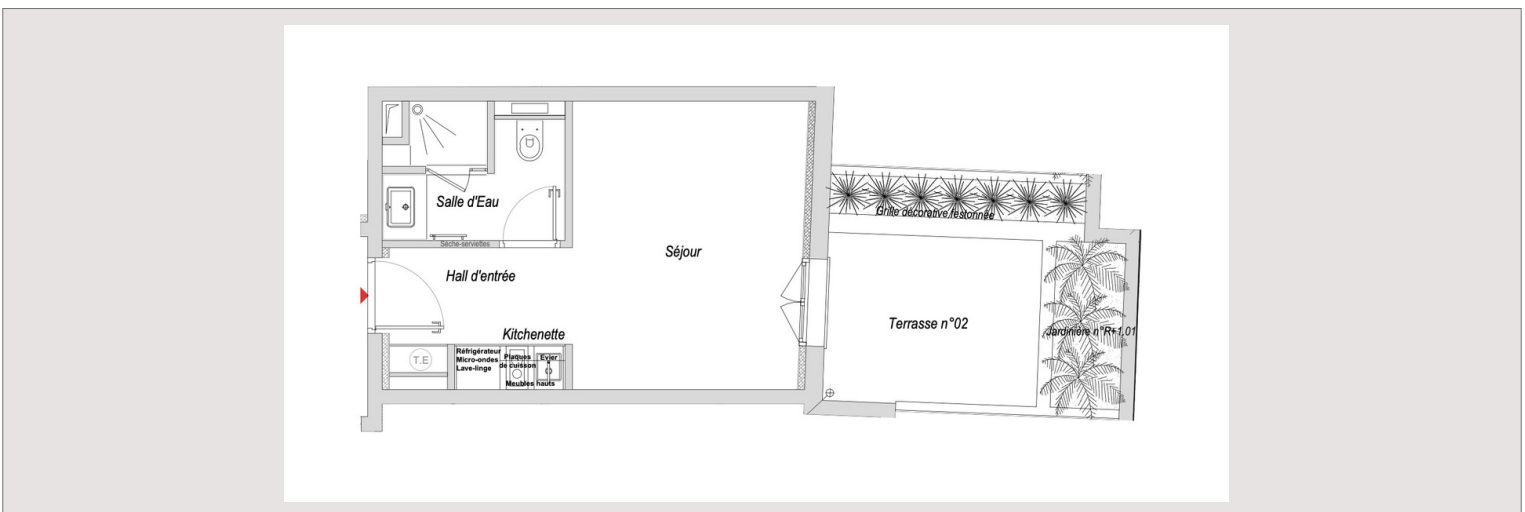 Salle d'Eau
Sèche-serviettes
Hall d'entrée
Séjour
Kitchenette
T.E
Réfrigérateur
Micro-ondes
Lave-linge
Plaques
de cuisson
Evier
Meubles hauts
Grille décorative festonnée
Terrasse n°02
Jardinière n°R+1.01